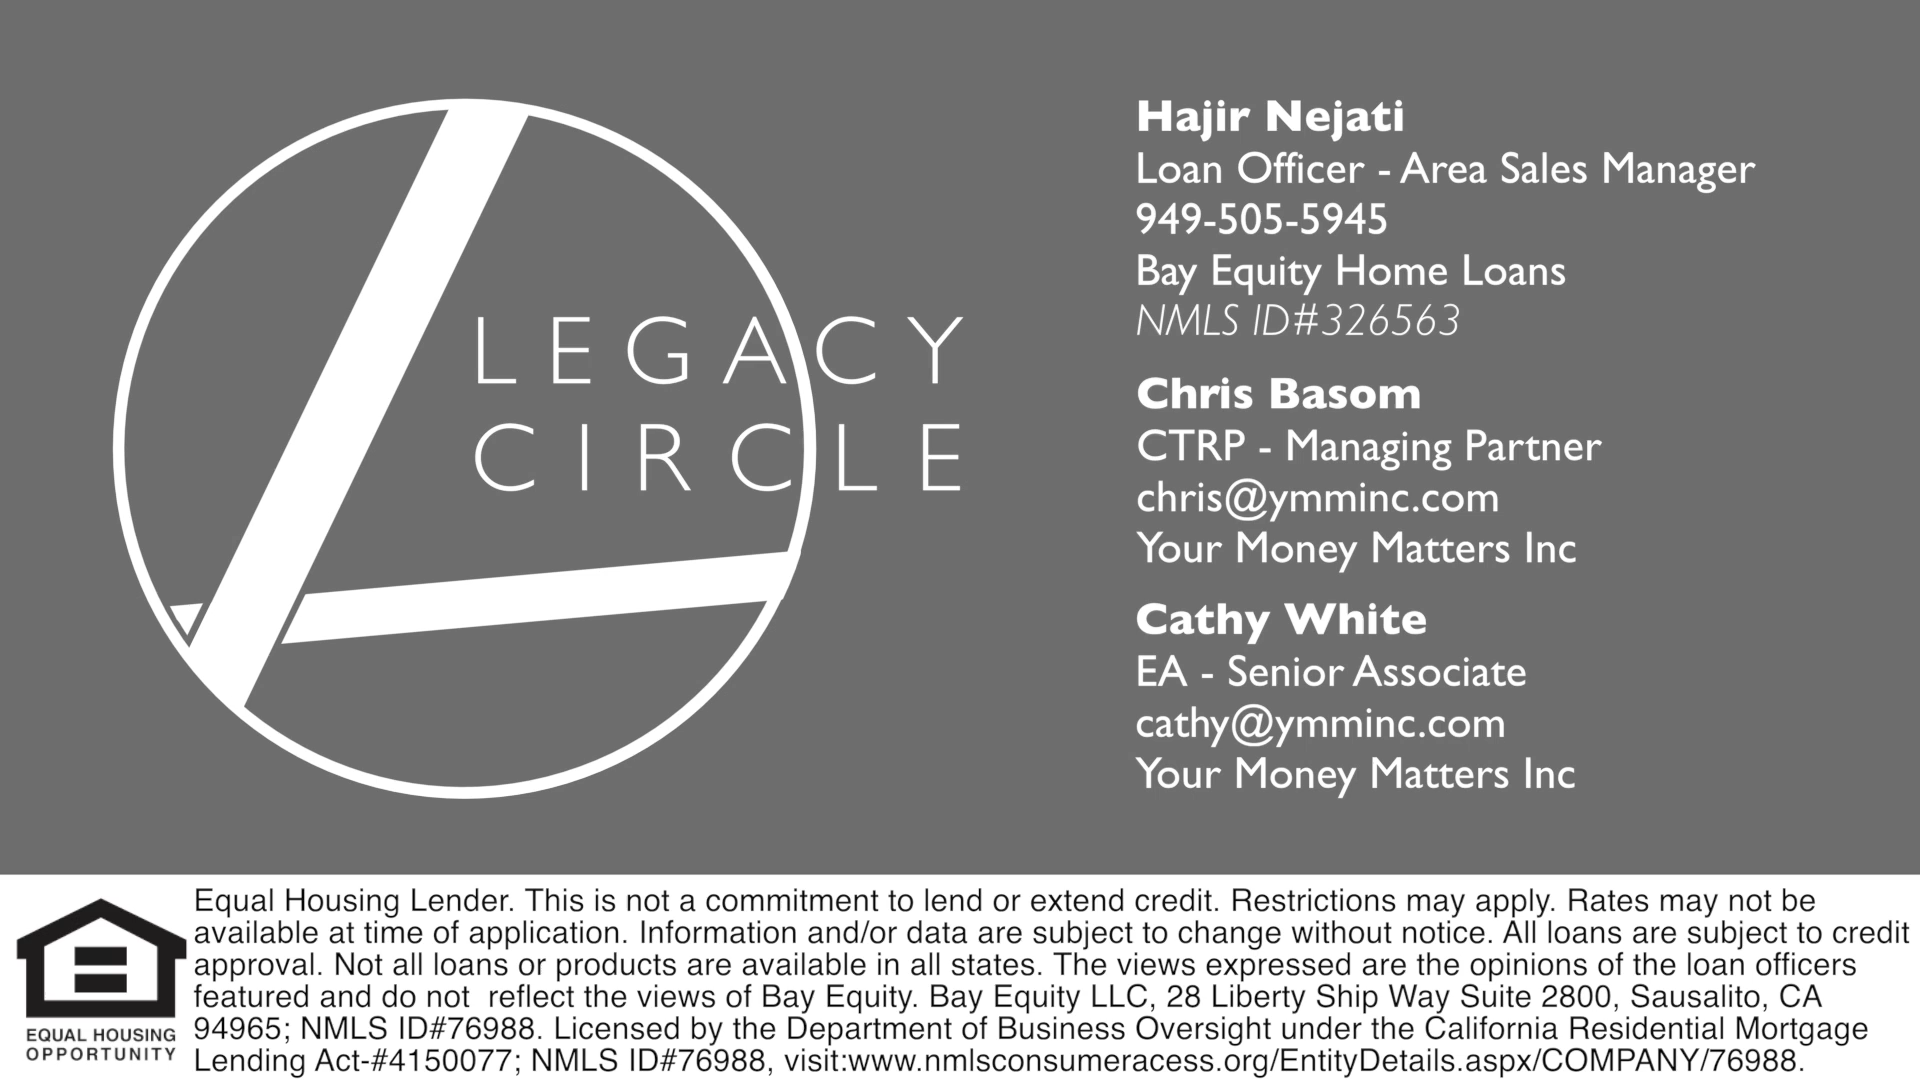 LEGACY
CIRCLE
Hajir Nejati
Loan Officer - Area Sales Manager
949-505-5945
Bay Equity Home Loans
NMLS ID#326563
Chris Basom
CTRP - Managing Partner
chris@ymminc.com
Your Money Matters Inc
Cathy White
EA - Senior Associate
cathy@ymminc.com
Your Money Matters Inc
EQUAL HOUSING
OPPORTUNITY
Equal Housing Lender. This is not a commitment to lend or extend credit. Restrictions may apply. Rates may not be
available at time of application. Information and/or data are subject to change without notice. All loans are subject to credit
approval. Not all loans or products are available in all states. The views expressed are the opinions of the loan officers
featured and do not  reflect the views of Bay Equity. Bay Equity LLC, 28 Liberty Ship Way Suite 2800, Sausalito, CA
94965; NMLS ID#76988. Licensed by the Department of Business Oversight under the California Residential Mortgage
Lending Act-#4150077; NMLS ID#76988, visit:www.nmlsconsumeracess.org/EntityDetails.aspx/COMPANY/76988.